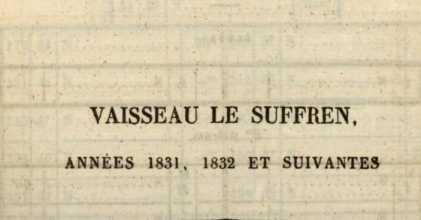 VAISSEAU LE SUFFREN,
ANNÉES 1831, 1832 ET SUIVANTES